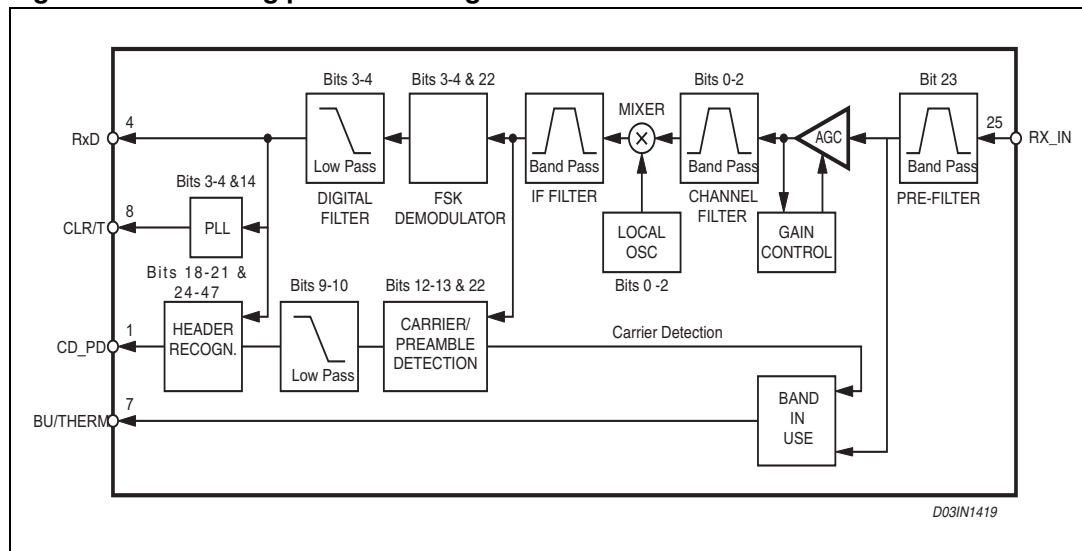 Bits 3-4
Bits 3-4 & 22
Bits 0-2
Bit 23
MIXER
4
RxD
Low Pass
Band Pass
Band Pass
AGC
Band Pass
25
RX_IN
DIGITAL
FILTER
FSK
DEMODULATOR
IF FILTER
CHANNEL
FILTER
PRE-FILTER
Bits 3-4 &14
8
CLR/T
PLL
LOCAL
OSC
GAIN
CONTROL
Bits 0 -2
Bits 18-21 &
24-47
Bits 9-10
Bits 12-13 & 22
1
CD_PD
HEADER
RECOGN.
Low Pass
CARRIER/
PREAMBLE
DETECTION
Carrier Detection
7
BU/THERM
BAND
IN
USE
D03IN1419